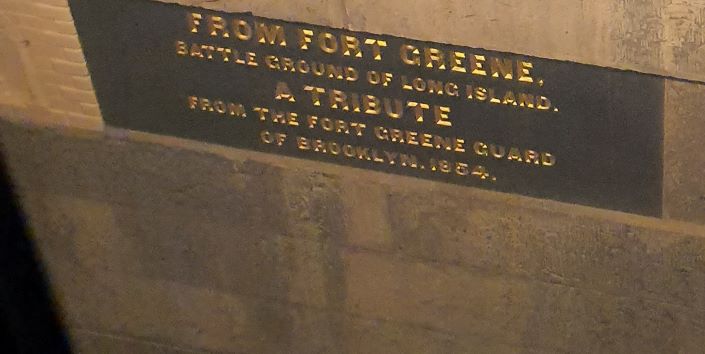 FROM FORT GREENE,
BATTLE GROUND OF LONG ISLAND.
A TRIBUTE
FROM THE FORT GREENE GUARD
OF BROOKLYN. 1854.